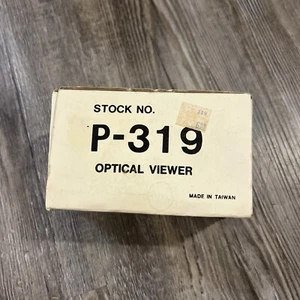 STOCK NO.
P-319
OPTICAL VIEWER
MADE IN TAIWAN